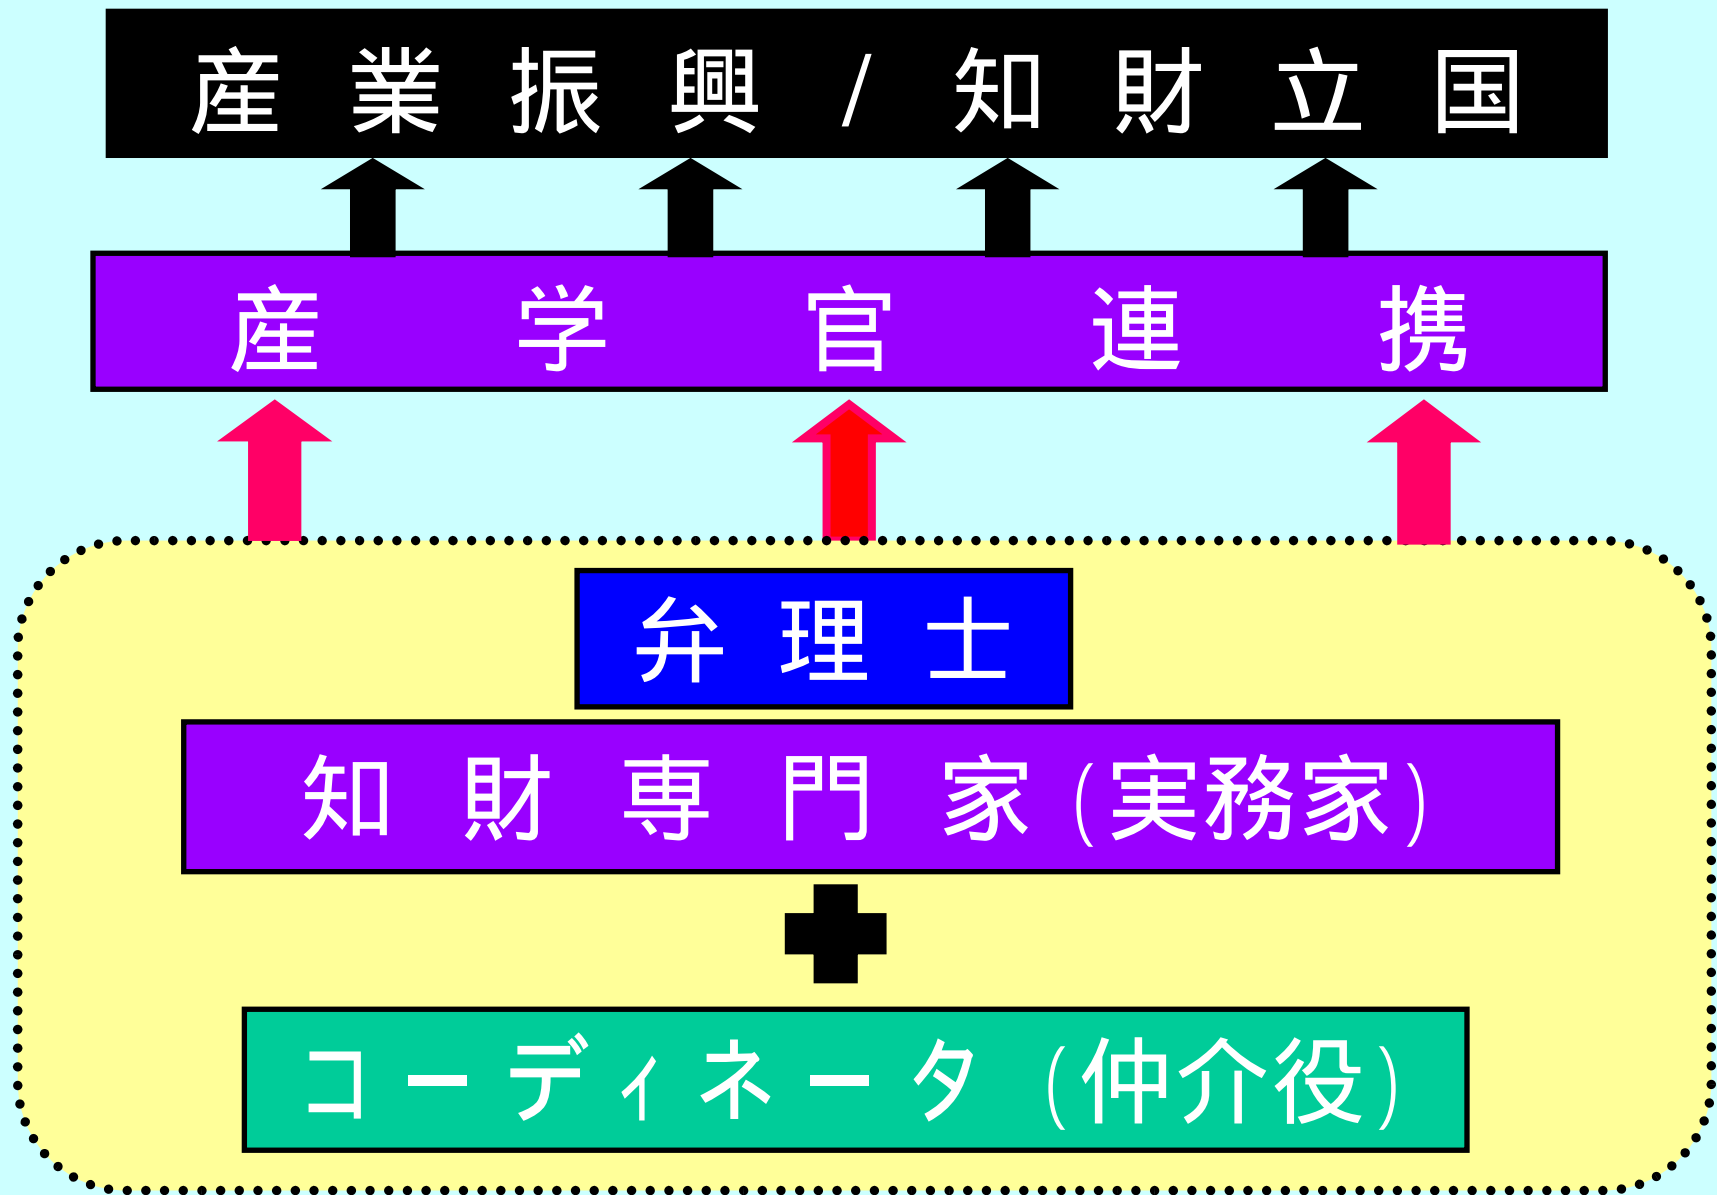 産業振興/知財立国
産学官連携
弁理士
知財専門家(実務家)
コーディネータ(仲介役)